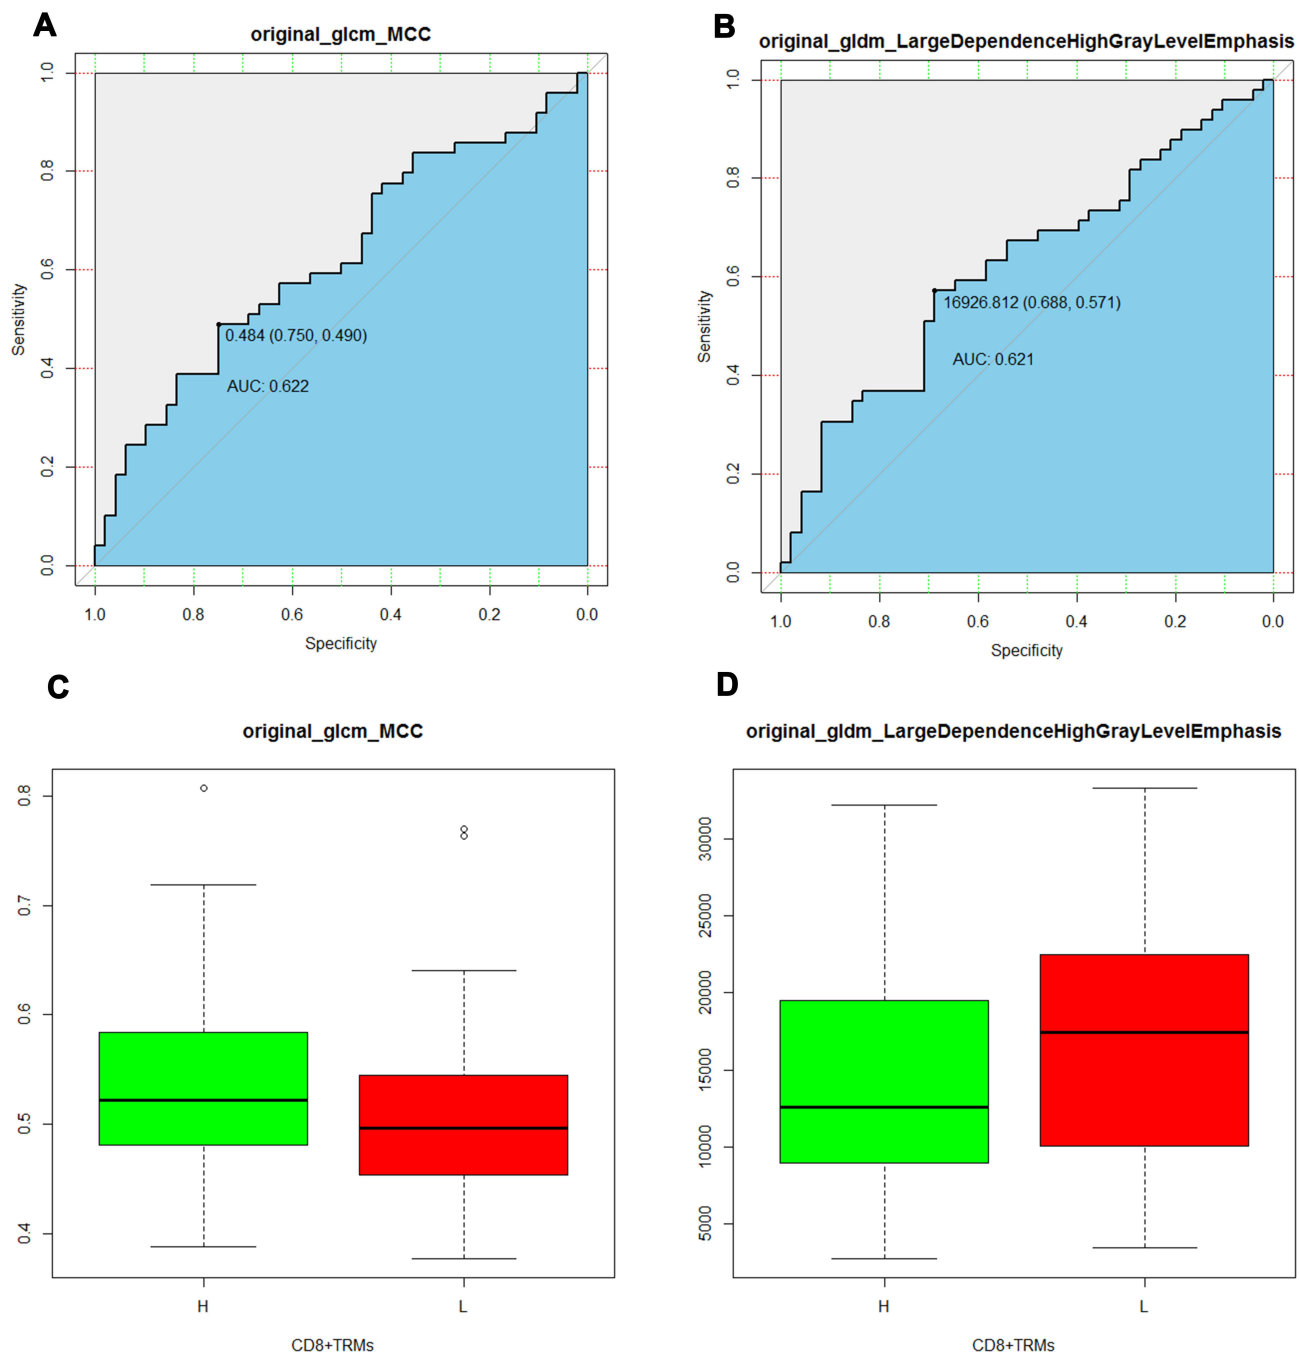 A
original_glcm_MCC
1.0
0.8
0.6
0.4
0.2
0.0
Sensitivity
0.484 (0.750, 0.490)
AUC: 0.622
1.0 0.8 0.6 0.4 0.2 0.0
Specificity
B
original_gldm_LargeDependenceHighGrayLevelEmphasis
1.0
0.8
0.6
0.4
0.2
0.0
Sensitivity
16926.812 (0.688, 0.571)
AUC: 0.621
1.0 0.8 0.6 0.4 0.2 0.0
Specificity
C
original_glcm_MCC
0.8
0.7
0.6
0.5
0.4
H L
CD8+TRMs
D
original_gldm_LargeDependenceHighGrayLevelEmphasis
30000
25000
20000
15000
10000
5000
H L
CD8+TRMs